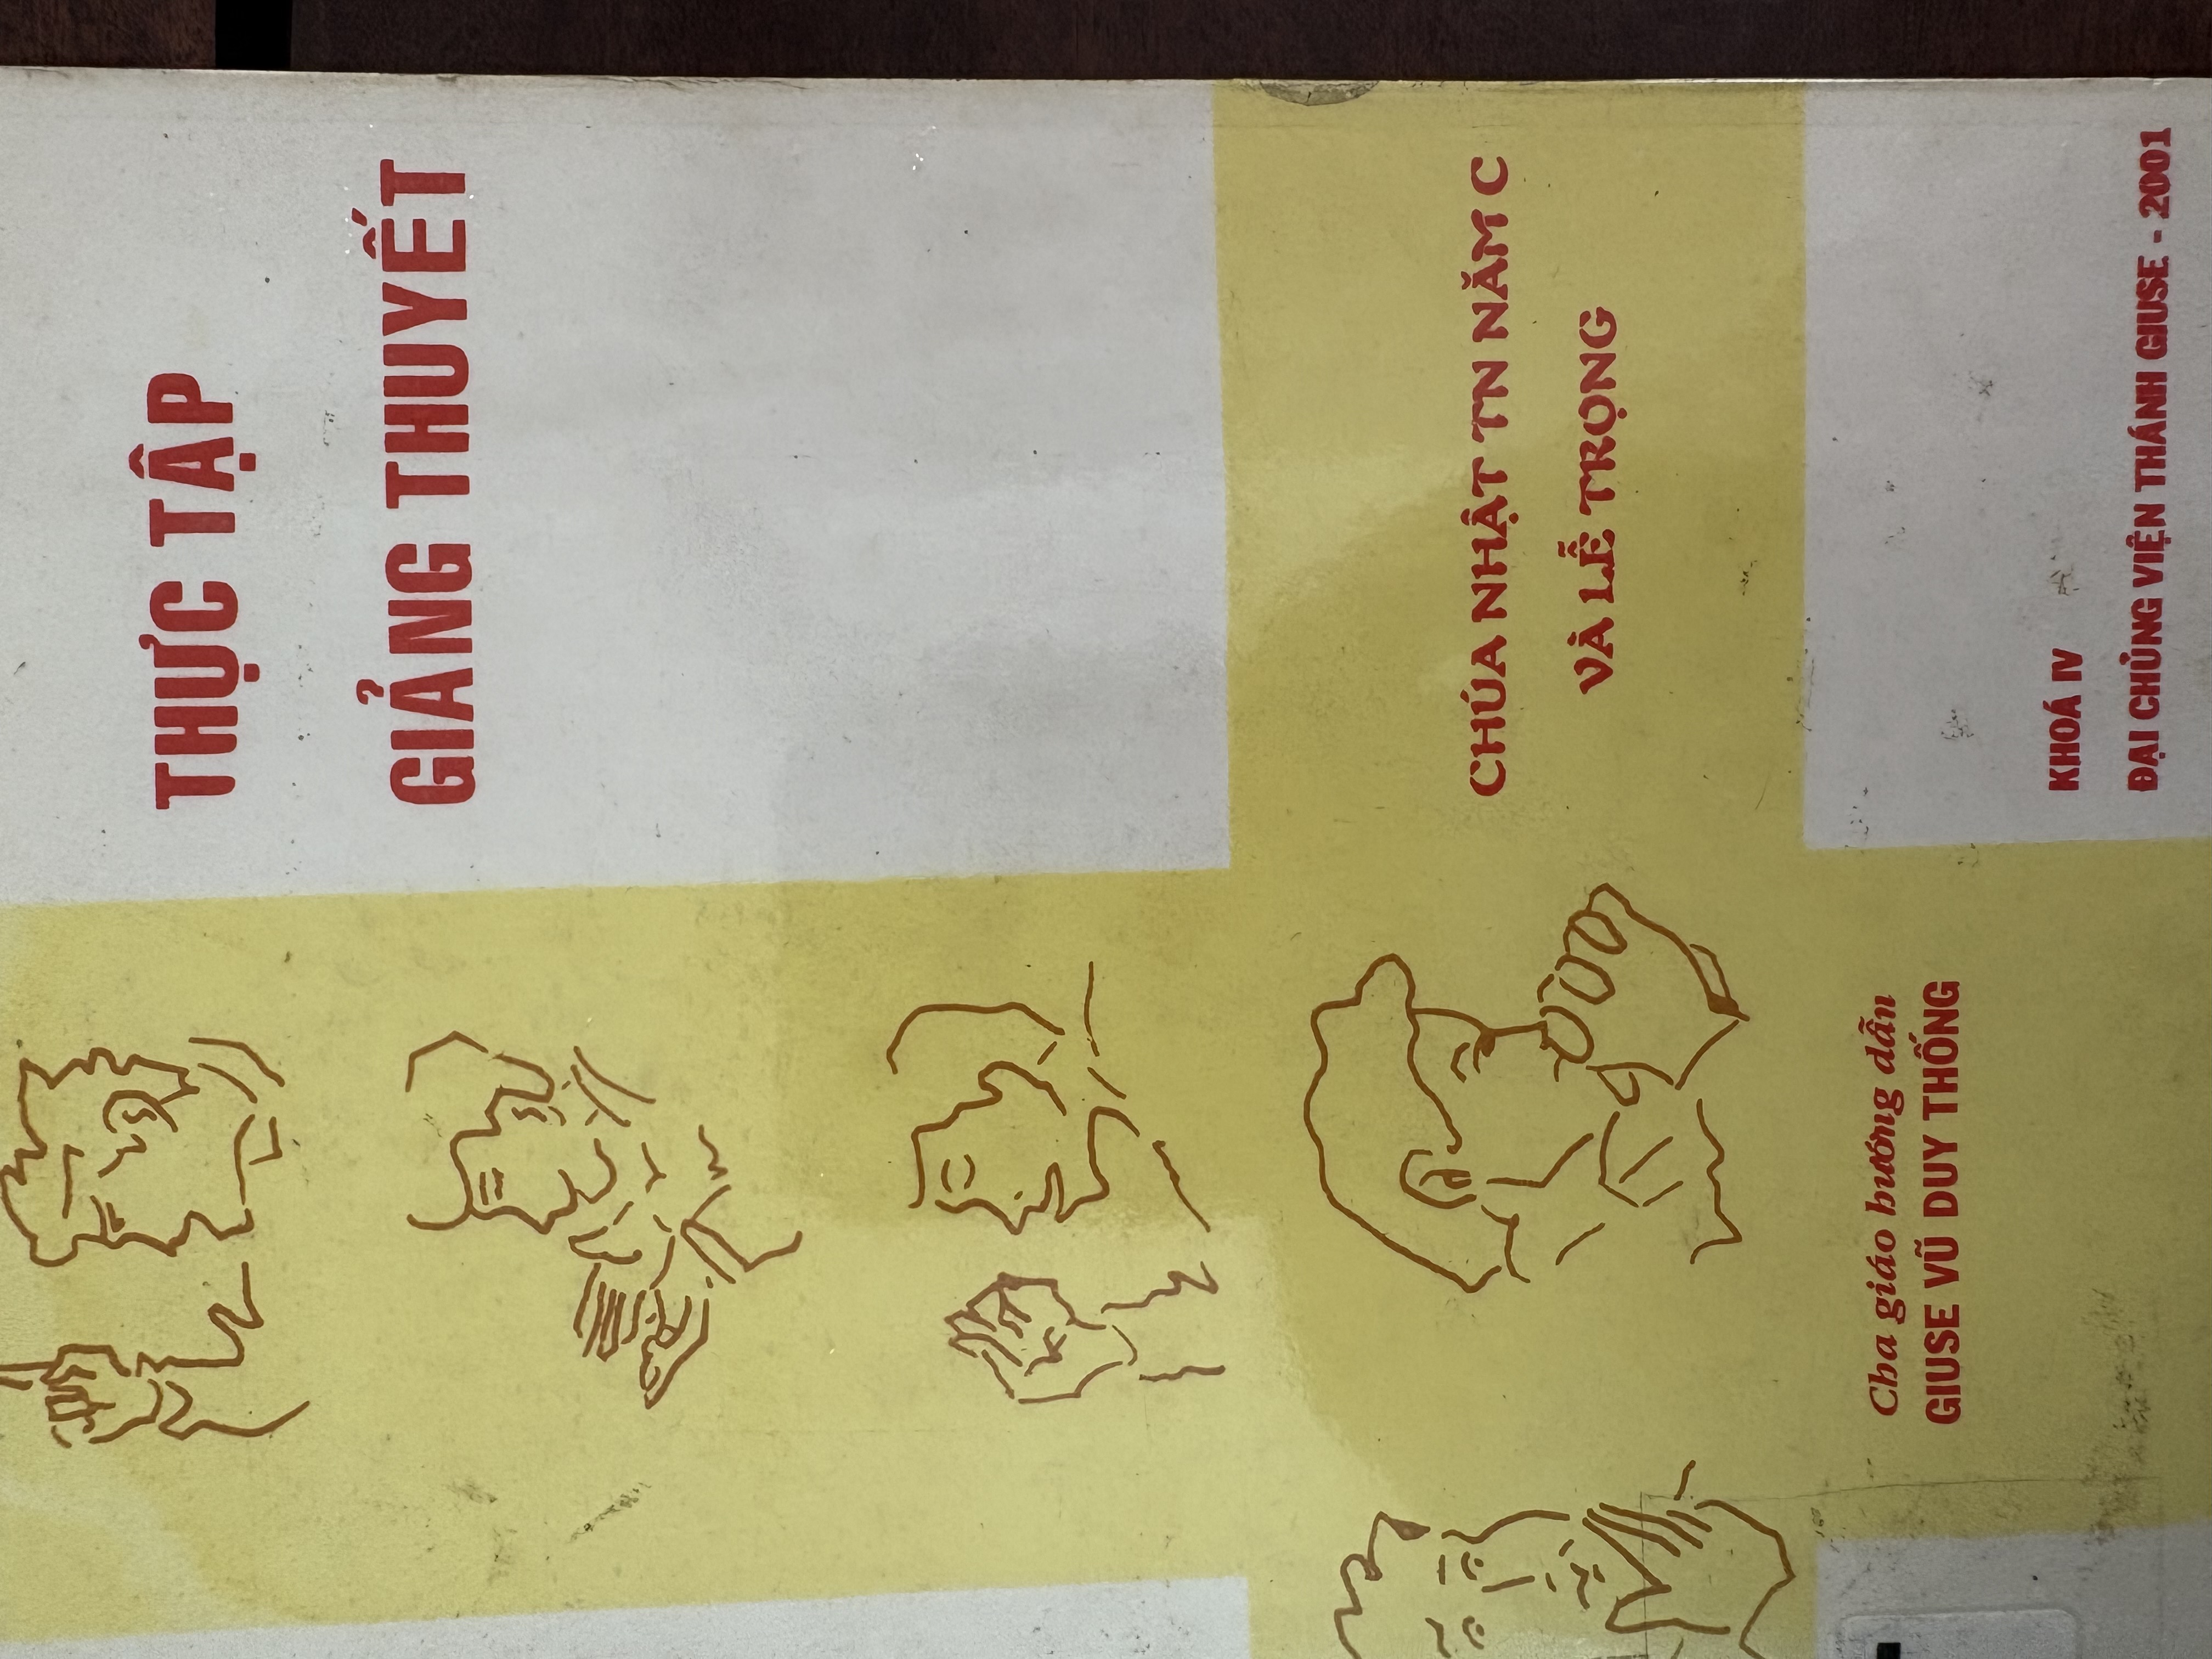 THỰC TẬP
GIẢNG THUYẾT
CHÚA NHẬT TN NĂM C
VÀ LỄ TRỌNG
Cha giáo hướng dẫn
GIUSE VŨ DUY THỐNG
KHOÁ IV
ĐẠI CHỦNG VIỆN THÁNH GIUSE - 2001